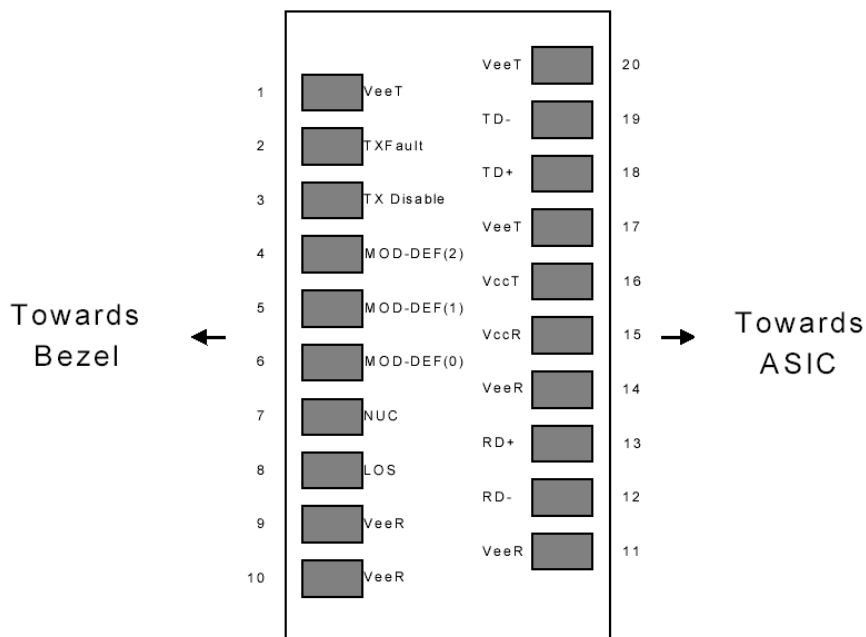 VeeT 20
1 VeeT
TD- 19
2 TXFault
TD+ 18
3 TX Disable
VeeT 17
4 MOD-DEF(2)
VccT 16
5 MOD-DEF(1)
Towards
Bezel
VccR 15
Towards
ASIC
6 MOD-DEF(0)
VeeR 14
7 NUC
RD+ 13
8 LOS
RD- 12
9 VeeR
VeeR 11
10 VeeR